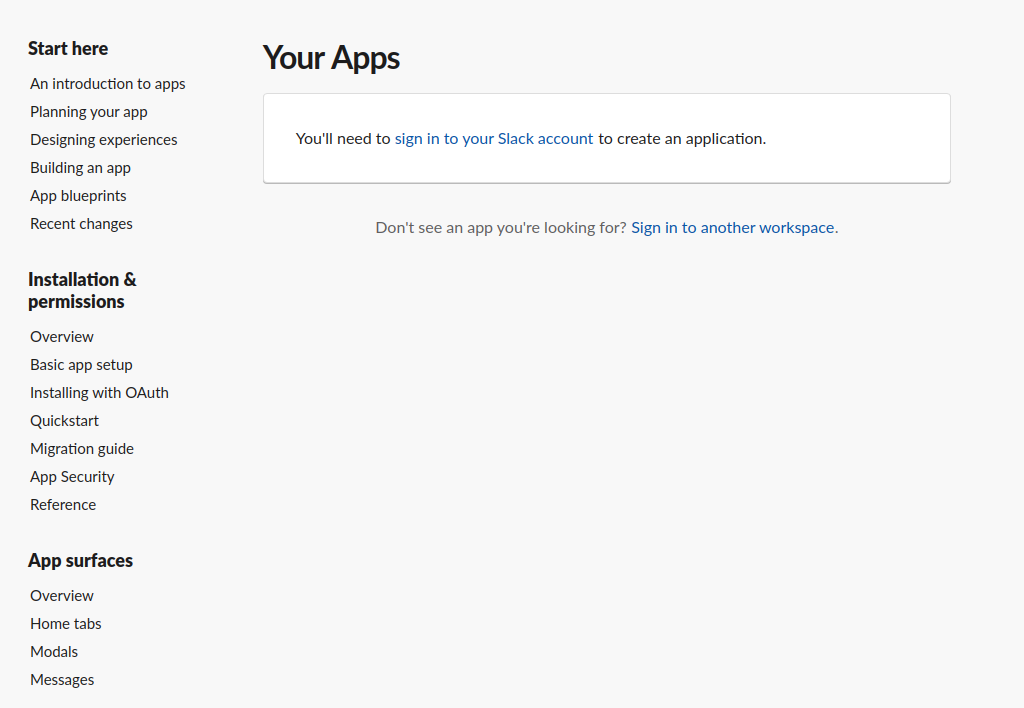 Start here
An introduction to apps
Planning your app
Designing experiences
Building an app
App blueprints
Recent changes
Installation &
permissions
Overview
Basic app setup
Installing with OAuth
Quickstart
Migration guide
App Security
Reference
App surfaces
Overview
Home tabs
Modals
Messages
Your Apps
You'll need to sign in to your Slack account to create an application.
Don't see an app you're looking for? Sign in to another workspace.